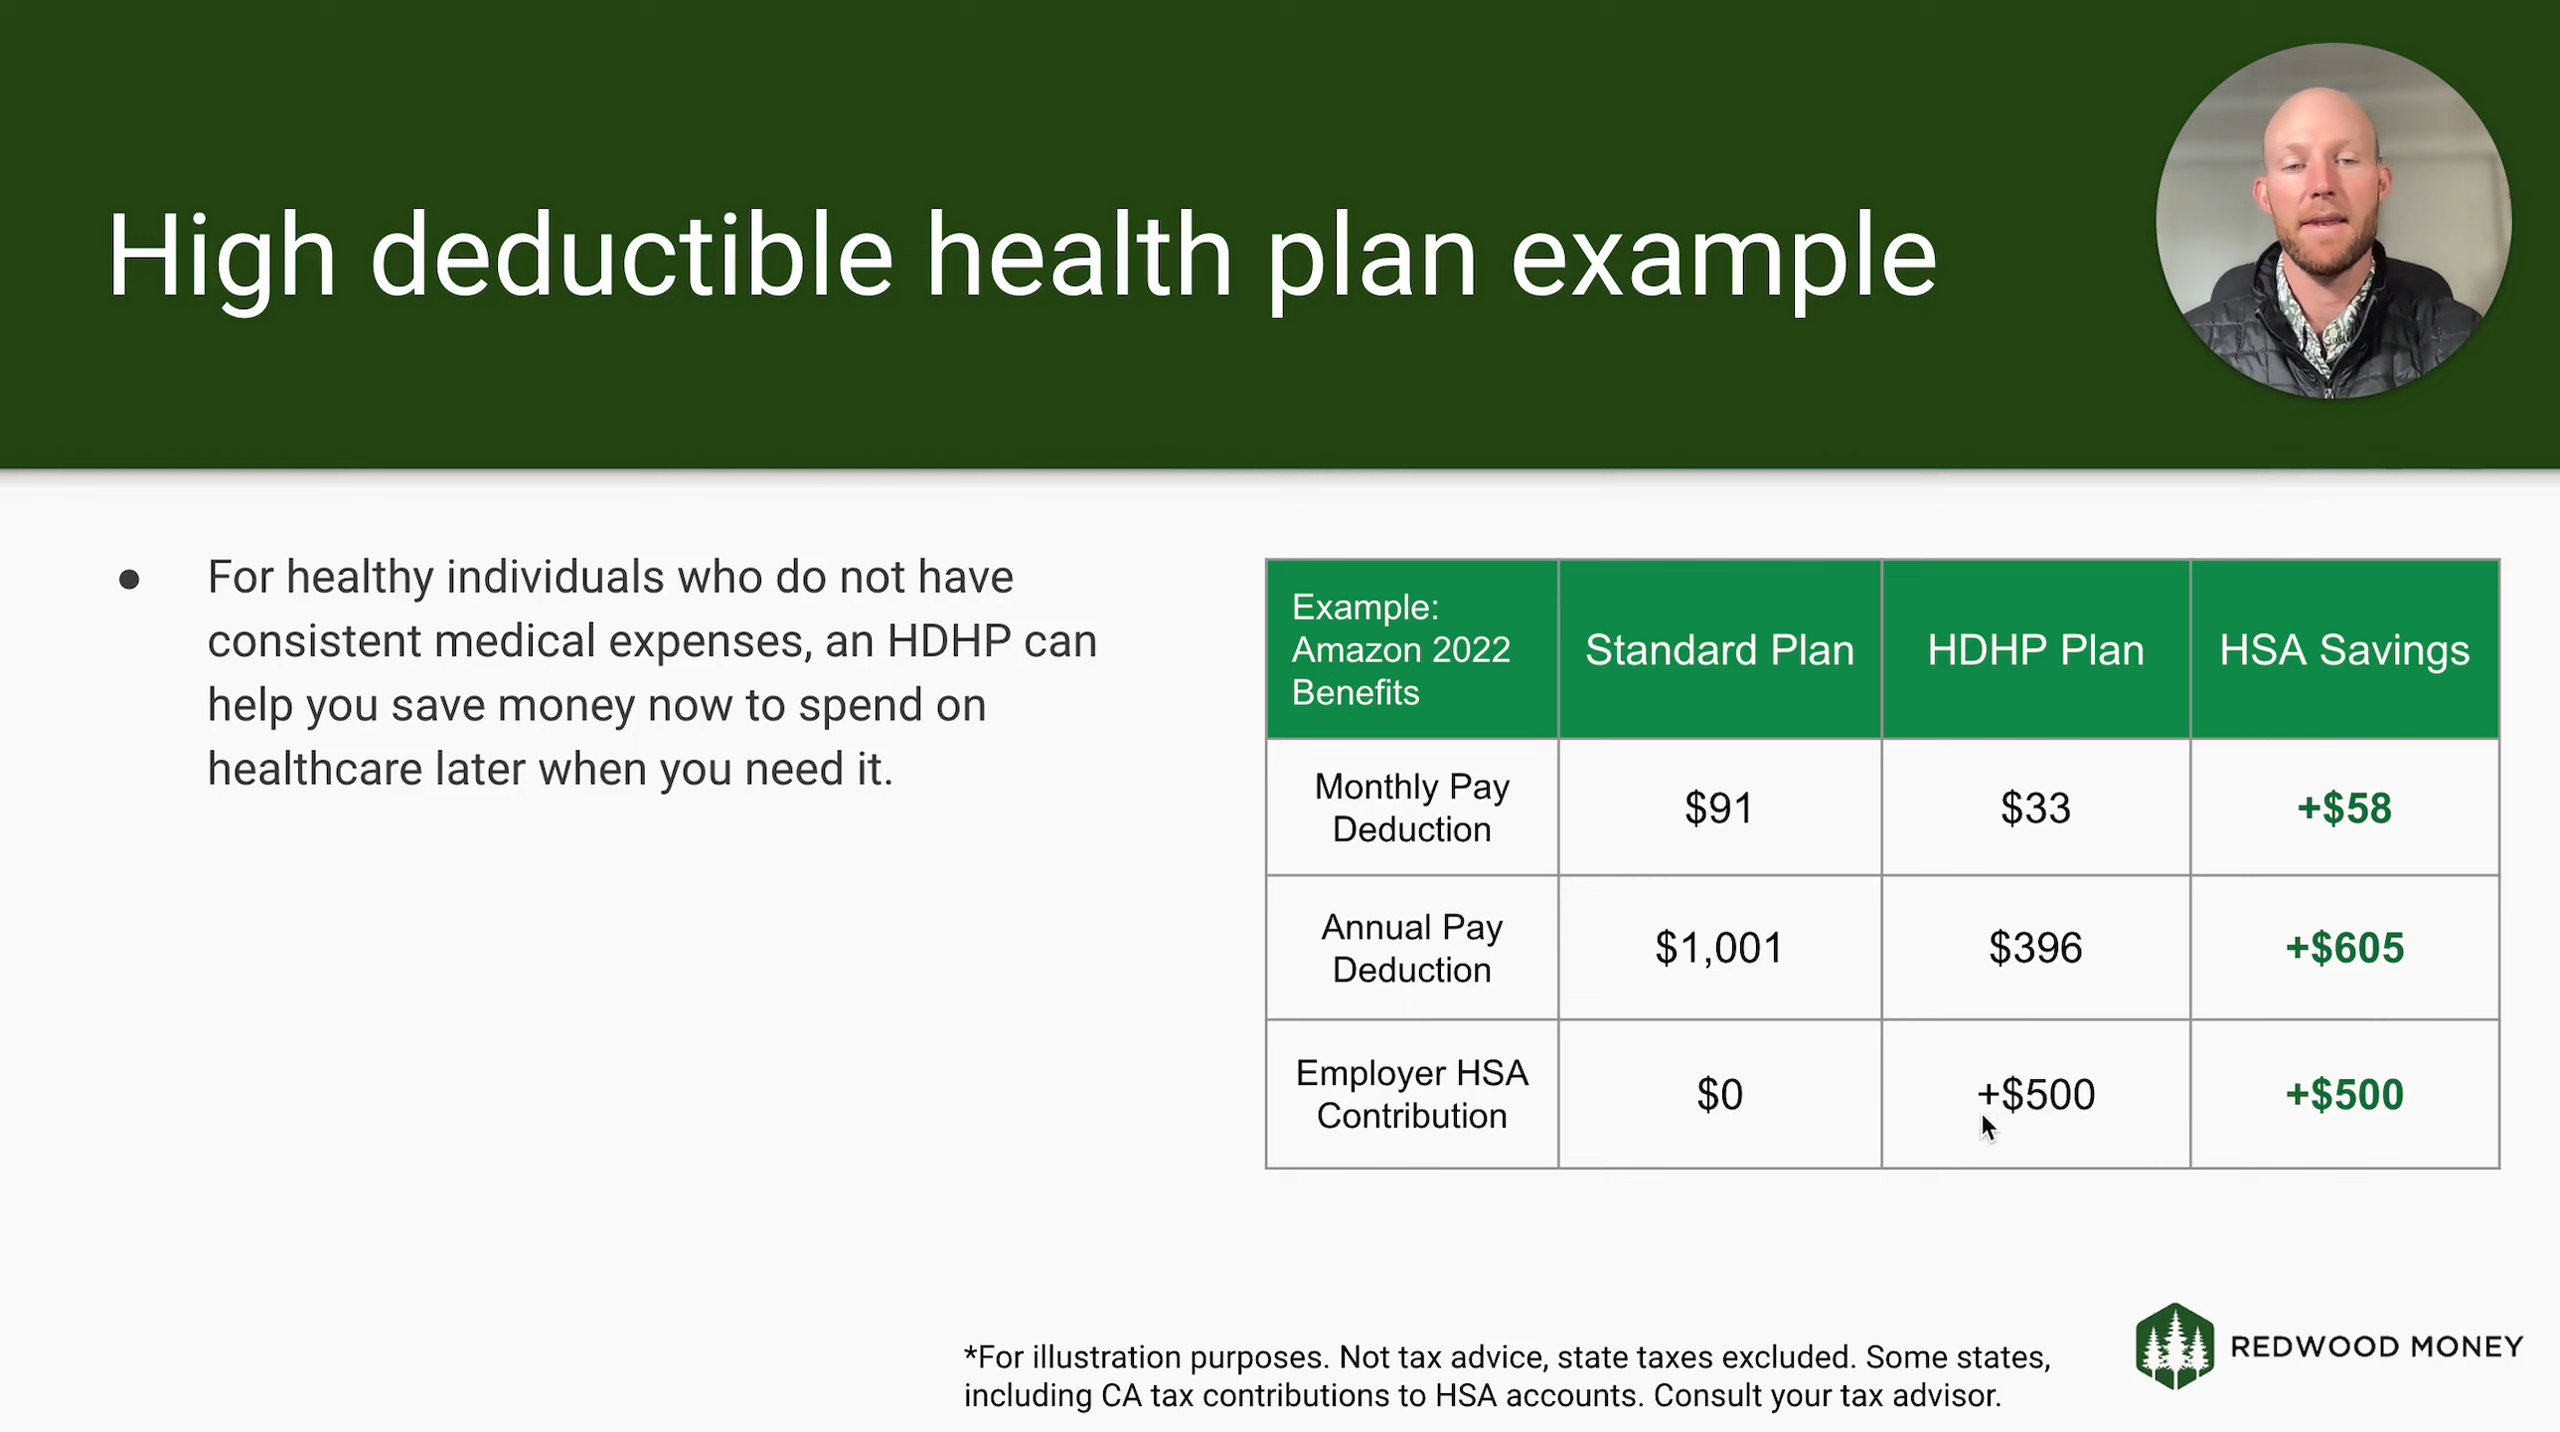 High deductible health plan example
● For healthy individuals who do not have
consistent medical expenses, an HDHP can
help you save money now to spend on
healthcare later when you need it.
Example:
Amazon 2022
Benefits
Standard Plan
HDHP Plan
HSA Savings
Monthly Pay
Deduction
$91
$33
+$58
Annual Pay
Deduction
$1,001
$396
+$605
Employer HSA
Contribution
$0
+$500
+$500
*For illustration purposes. Not tax advice, state taxes excluded. Some states,
including CA tax contributions to HSA accounts. Consult your tax advisor.
REDWOOD MONEY